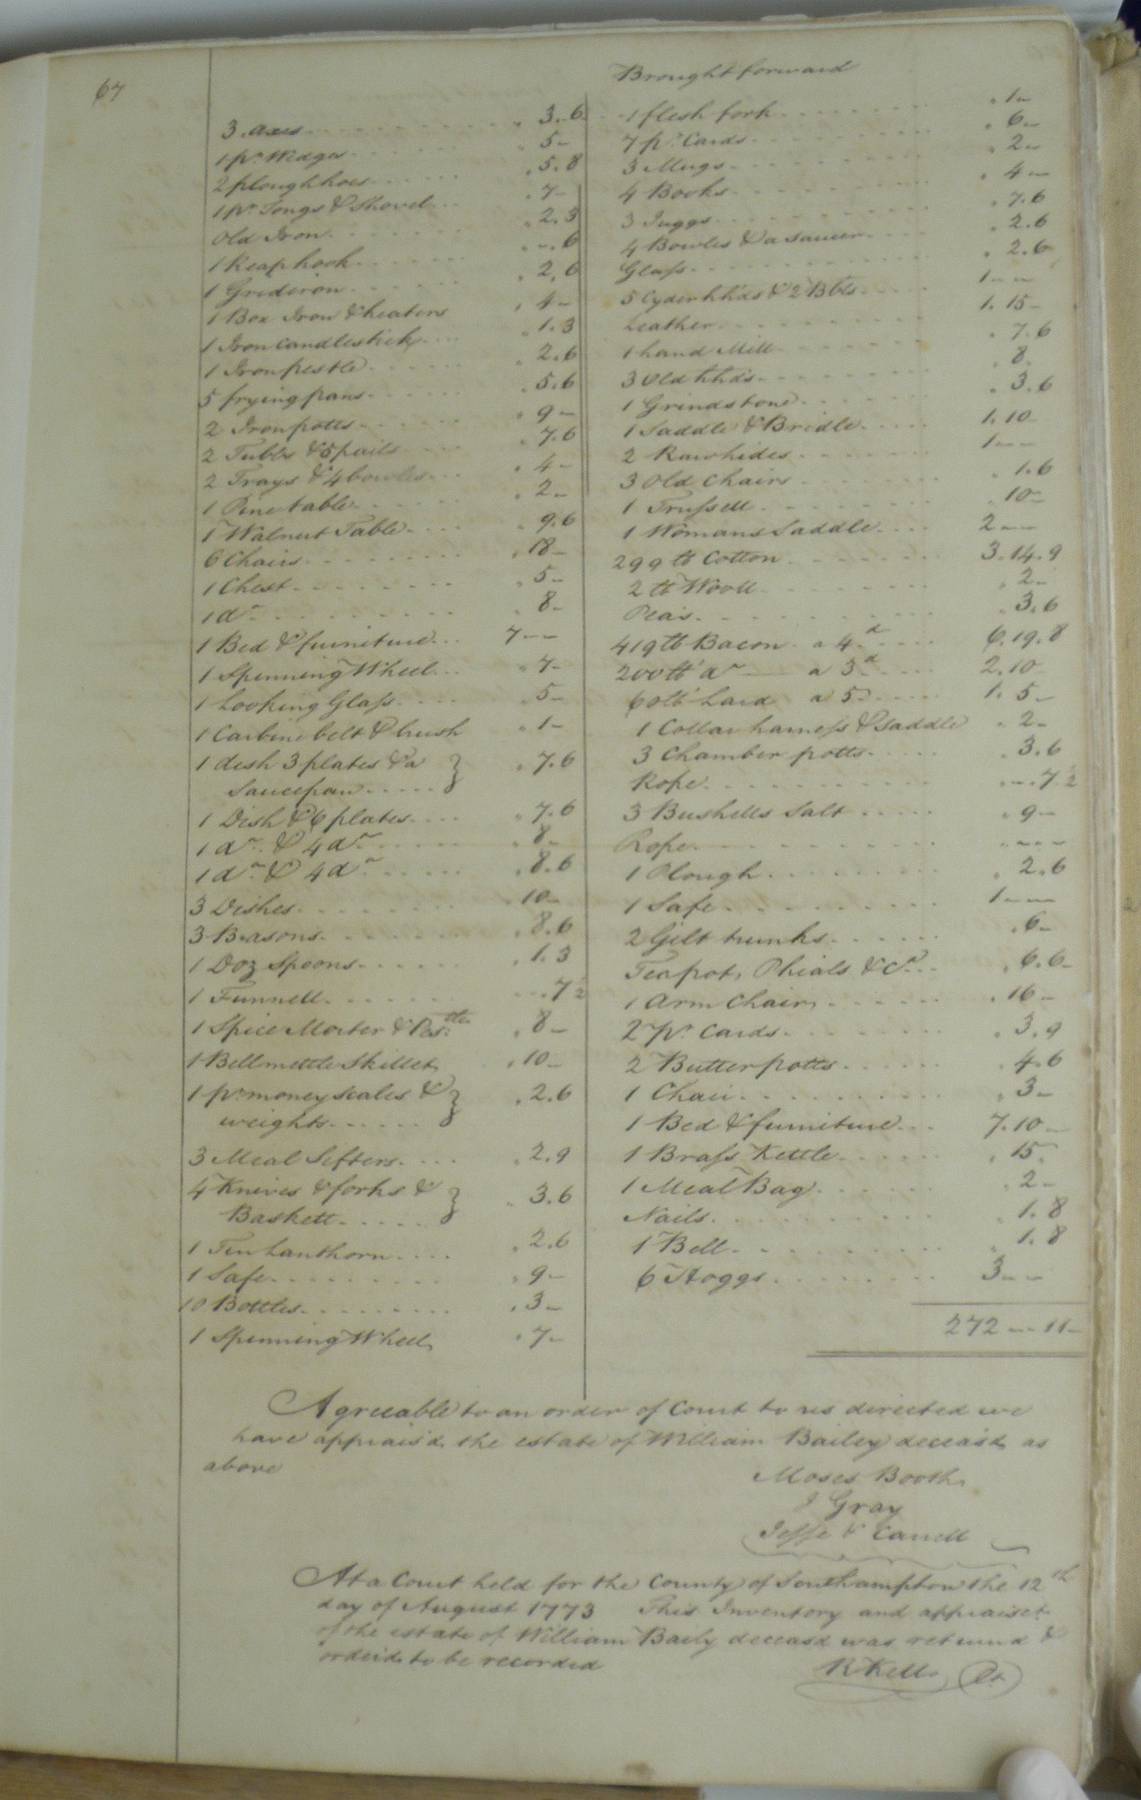 67
3 axes . 3.6
1 pr. Wedges . 5-
2 plough hoes . 5.8
1 pr. Tongs & Shovel . 7-
Old Iron . 2.3
1 Reap hook . -.6
1 Gridiron . 2.6
1 Box Iron & heaters . 4-
1 Iron candlestick . 1.3
1 Iron pestle . 2.6
5 frying pans . 5.6
2 Iron potts . 9-
2 Tubbs & 5 pails . 7.6
2 Trays & 4 bowles . 4-
1 Pine table . 2-
1 Walnut Table . 9.6
6 Chairs . 18-
1 Chest . 5-
1 do . 8-
1 Bed & furniture 7--
1 Spinning Wheel . 7-
1 Looking Glass . 5-
1 Carbine belt & brush . 1-
1 dish 3 plates & a } . 7.6
Saucepan
1 Dish & 6 plates . 7.6
1 do. & 4 do. . 8-
1 do. & 4 do. . 8.6
3 Dishes . 10-
3 Basons . 8.6
1 Doz Spoons . 1.3
1 Funnell - . 7½
1 Spice Morter & Pestle . 8-
1 Bellmettle Skillet . 10-
1 pr. money scales & } . 2.6
weights
3 Meal Sifters . 2.9
4 Knives & forks & } . 3.6
Baskett
1 Tin Lanthorn . 2.6
1 Safe . 9-
10 Bottles . 3-
1 Spinning Wheel . 7-
Brought forward
1 flesh fork . 1-
7 pr. Cards . 6-
3 Mugs . 2-
4 Books . 4-
3 Juggs . 7.6
4 Bowles & a saucer . 2.6
Glass . 2.6
5 Cyder hhds & 2 Bbls 1--
Leather 1.15-
1 hand Mill . 7.6
3 Old hhds . 8
1 Grindstone . 3.6
1 Saddle & Bridle 1.10-
2 Rawhides 1--
3 Old Chairs . 1.6
1 Trussell . 10-
1 Womans Saddle 2--
299 lb Cotton 3.14.9
2 lb Wooll . 2-
Peas . 3.6
419 lb Bacon a 4d 6.19.8
200 lb do a 3d 2.10
60 lb Lard a 5d 1.5-
1 Collar harness & saddle . 2-
3 Chamber potts . 3.6
Rope . -.7½
3 Bushells Salt . 9-
Rope . ---
1 Plough . 2.6
1 Safe 1--
2 Gilt trunks . 6-
Teapot, Phials & ca. . 6.6
1 Arm Chair . 16-
2 pr. Cards . 3.9
2 Butter potts . 4.6
1 Chair . 3-
1 Bed & furniture 7.10-
1 Brass Kettle . 15
1 Meal Bag . 2-
Nails . 1.8
1 Bell . 1.8
6 Hoggs 3--
272--11-
Agreeable to an order of Court to us directed we
have apprais'd the estate of William Bailey deceas'd as
above
Moses Booth
J Gray
Jesse &
At a Court held for the County of Southampton the 12th
day of August 1773 This Inventory and appraiset.
of the estate of William Baily deceasd was returnd &
orderd to be recorded
R Kello Ct